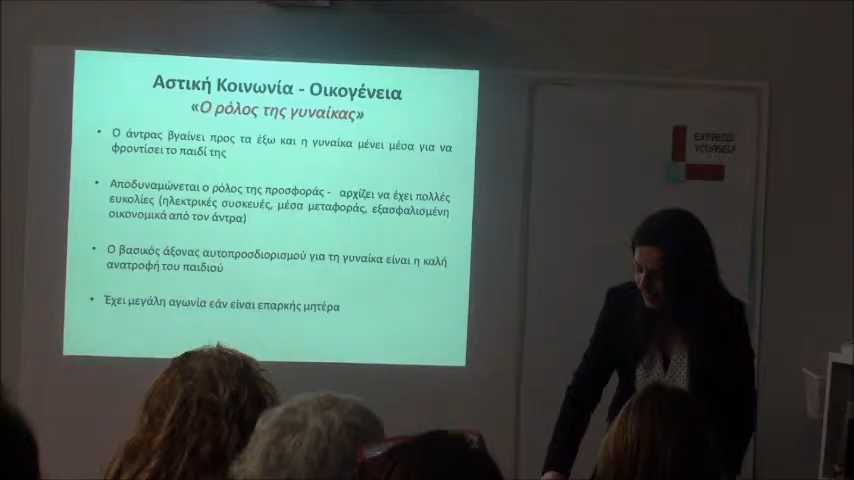 Αστική Κοινωνία - Οικογένεια
«Ο ρόλος της γυναίκας»
• Ο άντρας βγαίνει προς τα έξω και η γυναίκα μένει μέσα για να
φροντίσει το παιδί της
• Αποδυναμώνεται ο ρόλος της προσφοράς - αρχίζει να έχει πολλές
ευκολίες (ηλεκτρικές συσκευές, μέσα μεταφοράς, εξασφαλισμένη
οικονομικά από τον άντρα)
• Ο βασικός άξονας αυτοπροσδιορισμού για τη γυναίκα είναι η καλή
ανατροφή του παιδιού
• Έχει μεγάλη αγωνία εάν είναι επαρκής μητέρα
EXPRESS
YOURSELF